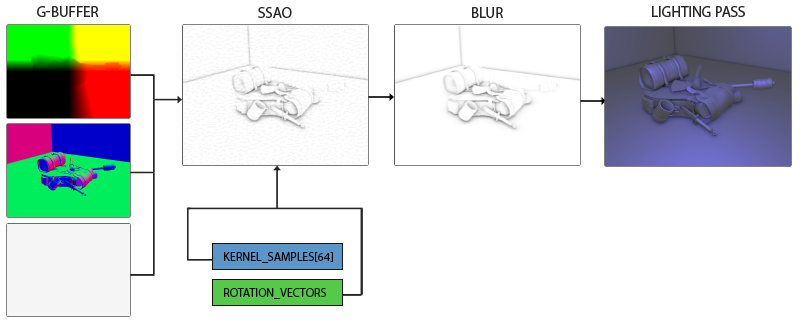 G-BUFFER
SSAO
BLUR
LIGHTING PASS
KERNEL_SAMPLES[64]
ROTATION_VECTORS